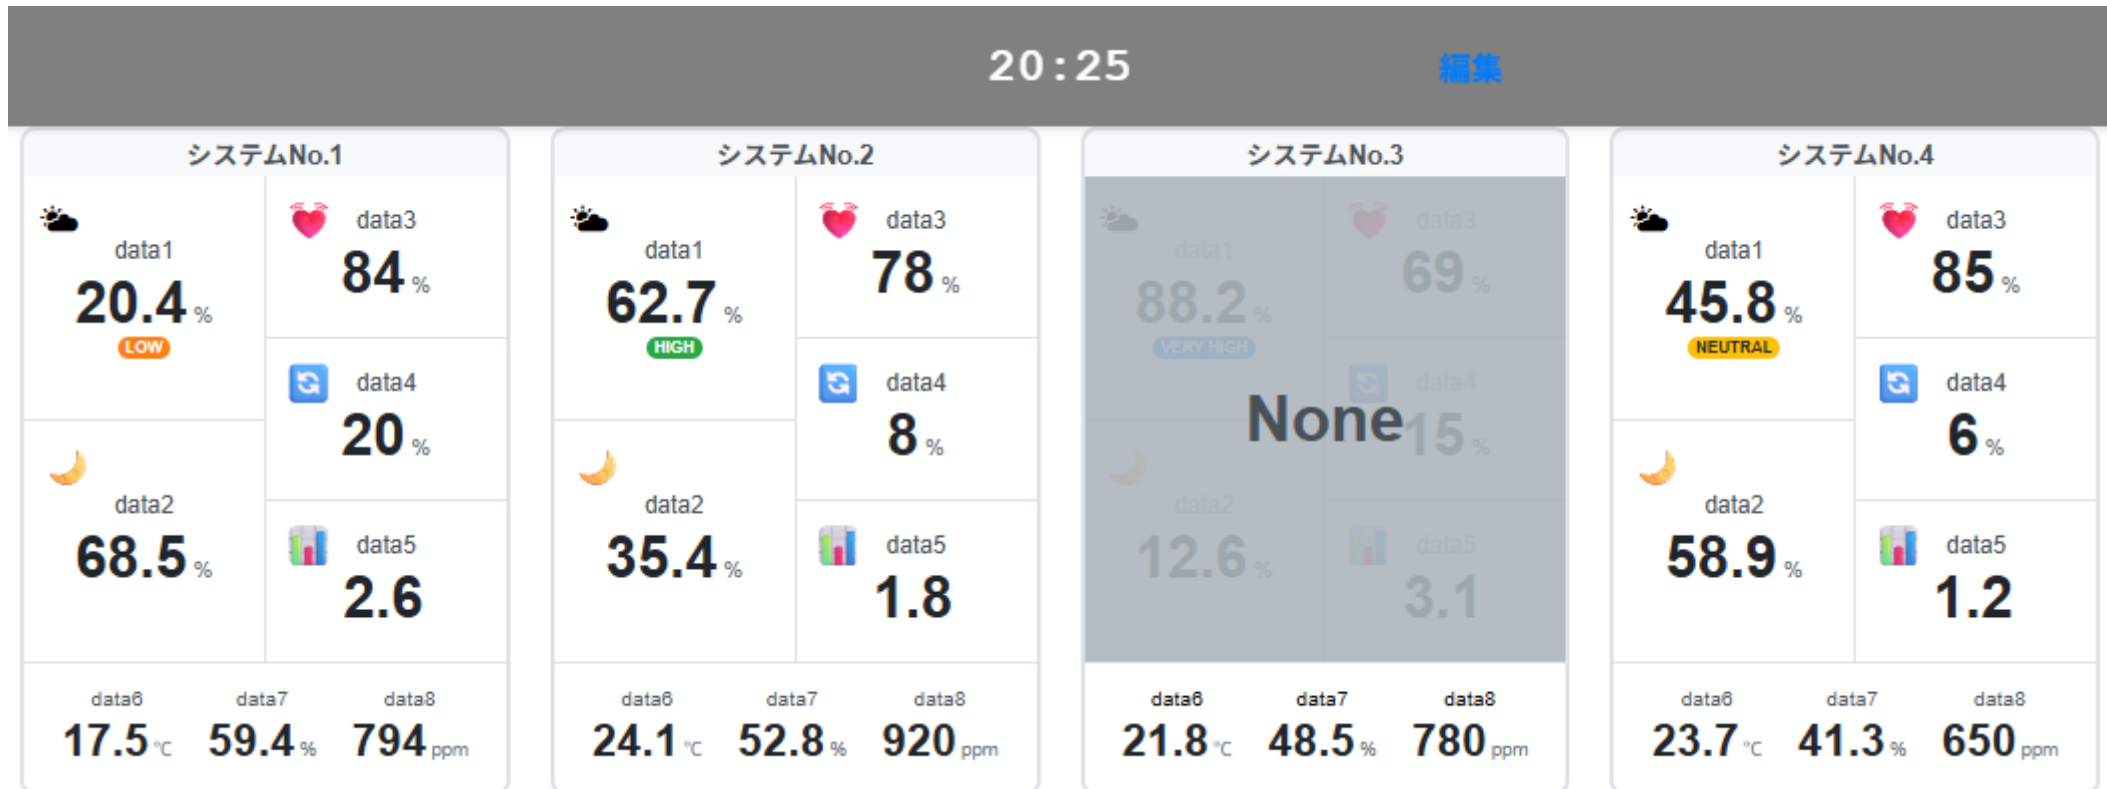 20:25
編集
システムNo.1
data1
20.4 %
LOW
data2
68.5 %
data3
84 %
data4
20 %
data5
2.6
data6
17.5 °C
data7
59.4 %
data8
794 ppm
システムNo.2
data1
62.7 %
HIGH
data2
35.4 %
data3
78 %
data4
8 %
data5
1.8
data6
24.1 °C
data7
52.8 %
data8
920 ppm
システムNo.3
data1
88.2 %
VERY HIGH
data2
12.6 %
data3
69 %
data4
15 %
data5
3.1
None
data6
21.8 °C
data7
48.5 %
data8
780 ppm
システムNo.4
data1
45.8 %
NEUTRAL
data2
58.9 %
data3
85 %
data4
6 %
data5
1.2
data6
23.7 °C
data7
41.3 %
data8
650 ppm